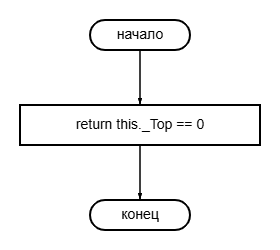 начало
return this._Top == 0
конец